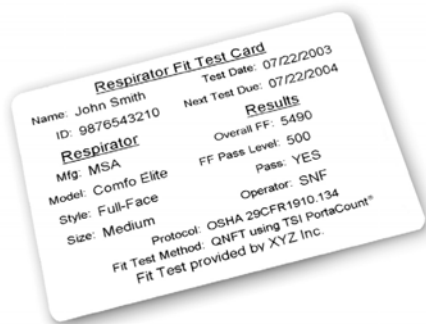 Respirator Fit Test Card
Name: John Smith
Test Date: 07/22/2003
ID: 9876543210
Next Test Due: 07/22/2004
Respirator
Results
Mfg: MSA
Overall FF: 5490
Model: Comfo Elite
FF Pass Level: 500
Style: Full-Face
Pass: YES
Size: Medium
Operator: SNF
Protocol: OSHA 29CFR1910.134
Fit Test Method: QNFT using TSI PortaCount®
Fit Test provided by XYZ Inc.